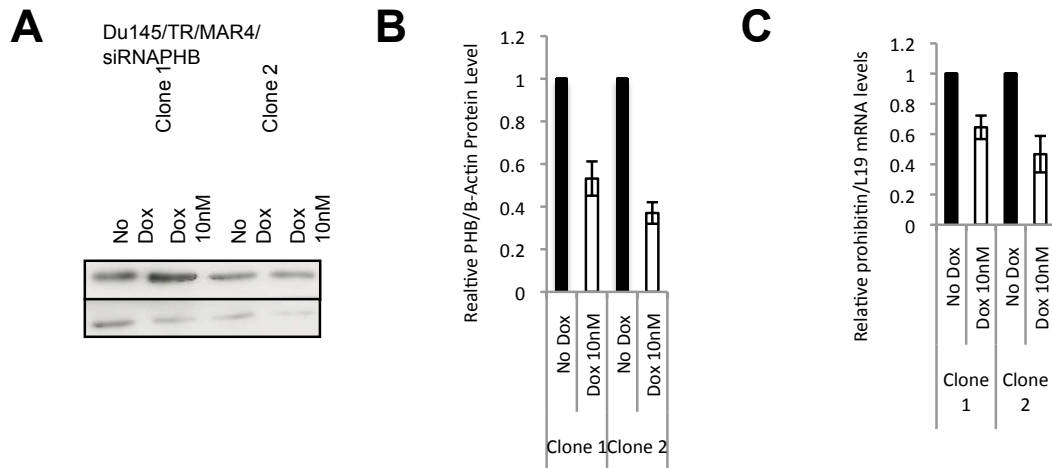 A
Du145/TR/MAR4/
siRNAPHB
Clone 1
Clone 2
No
Dox
Dox
10nM
No
Dox
Dox
10nM
B
Realtive PHB/B-Actin Protein Level
1.2
1
0.8
0.6
0.4
0.2
0
No Dox
Dox 10nM
No Dox
Dox 10nM
Clone 1
Clone 2
C
Relative prohibitin/L19 mRNA levels
1.2
1
0.8
0.6
0.4
0.2
0
No Dox
Dox 10nM
No Dox
Dox 10nM
Clone
1
Clone
2